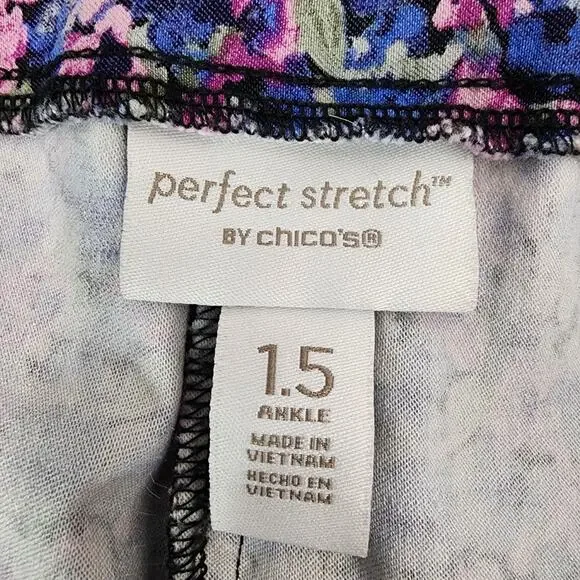 perfect stretch™
BY chico's®
1.5
ANKLE
MADE IN
VIETNAM
HECHO EN
VIETNAM